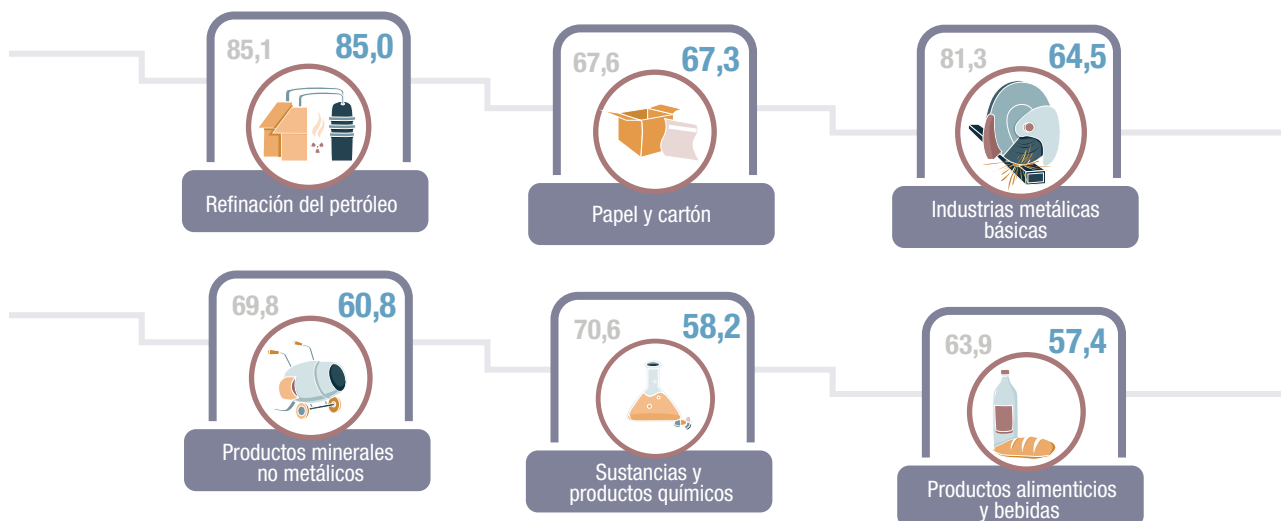 85,1 85,0
Refinación del petróleo
67,6 67,3
Papel y cartón
81,3 64,5
Industrias metálicas
básicas
69,8 60,8
Productos minerales
no metálicos
70,6 58,2
Sustancias y
productos químicos
63,9 57,4
Productos alimenticios
y bebidas